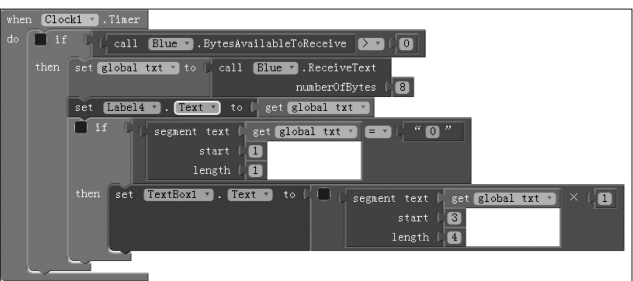 when Clock1 .Timer
do if call Blue .BytesAvailableToReceive > 0
then set global txt to call Blue .ReceiveText
numberOfBytes 8
set Label4 . Text to get global txt
if segment text get global txt = " 0 "
start 1
length 1
then set TextBox1 . Text to segment text get global txt × 1
start 3
length 4